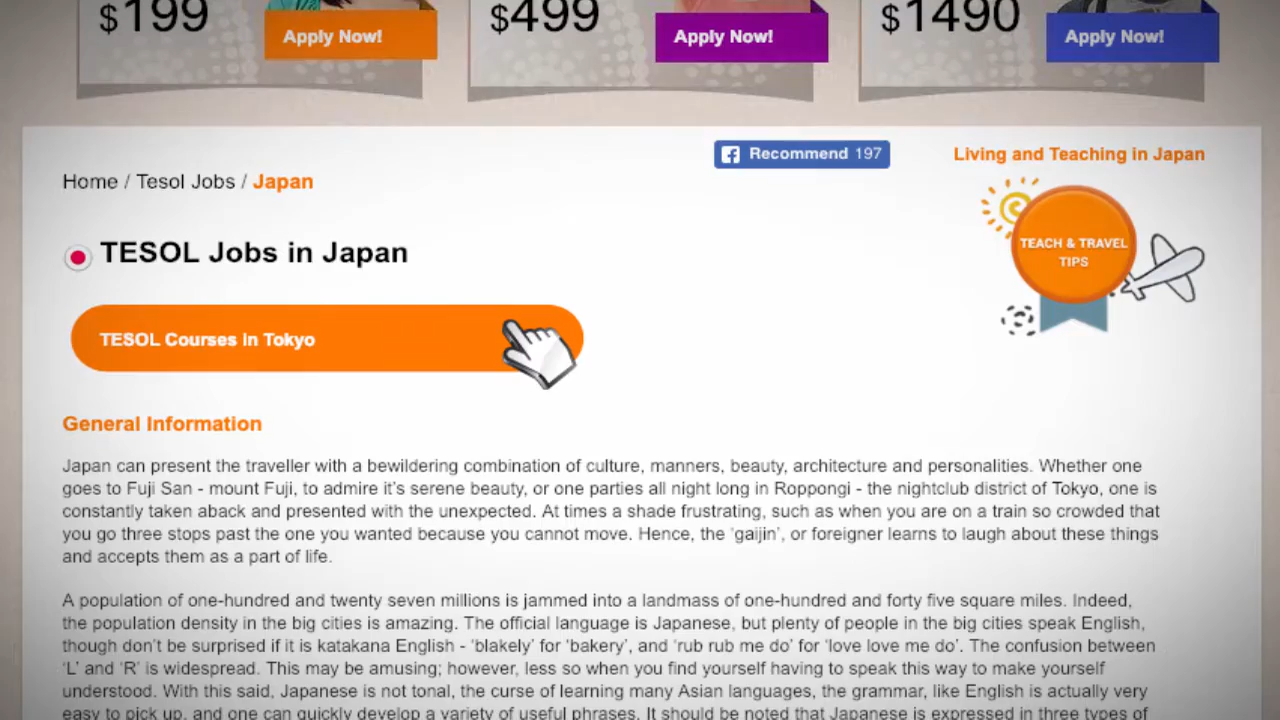 $199
Apply Now!
$499
Apply Now!
$1490
Apply Now!
Recommend 197
Living and Teaching in Japan
Home / Tesol Jobs / Japan
TEACH & TRAVEL
TIPS
TESOL Jobs in Japan
TESOL Courses In Tokyo
General Information
Japan can present the traveller with a bewildering combination of culture, manners, beauty, architecture and personalities. Whether one
goes to Fuji San - mount Fuji, to admire it's serene beauty, or one parties all night long in Roppongi - the nightclub district of Tokyo, one is
constantly taken aback and presented with the unexpected. At times a shade frustrating, such as when you are on a train so crowded that
you go three stops past the one you wanted because you cannot move. Hence, the 'gaijin', or foreigner learns to laugh about these things
and accepts them as a part of life.
A population of one-hundred and twenty seven millions is jammed into a landmass of one-hundred and forty five square miles. Indeed,
the population density in the big cities is amazing. The official language is Japanese, but plenty of people in the big cities speak English,
though don't be surprised if it is katakana English - 'blakely' for 'bakery', and 'rub rub me do' for 'love love me do'. The confusion between
'L' and 'R' is widespread. This may be amusing; however, less so when you find yourself having to speak this way to make yourself
understood. With this said, Japanese is not tonal, the curse of learning many Asian languages, the grammar, like English is actually very
easy to pick up, and one can quickly develop a variety of useful phrases. It should be noted that Japanese is expressed in three types of